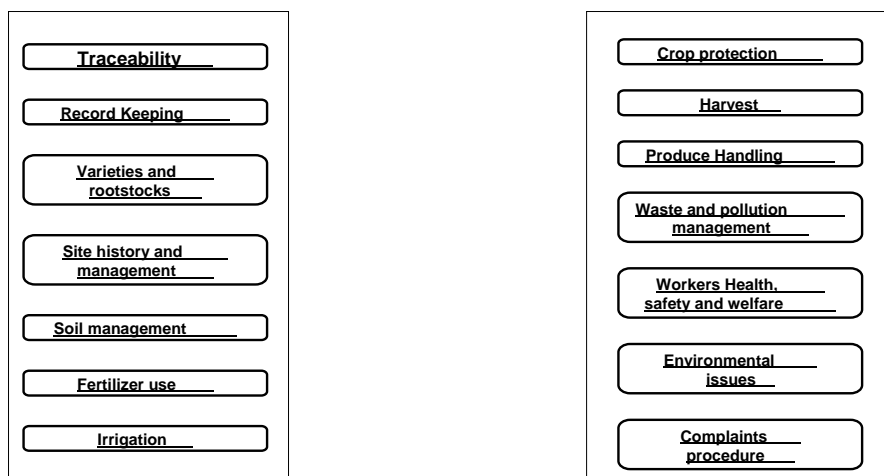 Traceability
Record Keeping
Varieties and
rootstocks
Site history and
management
Soil management
Fertilizer use
Irrigation
Crop protection
Harvest
Produce Handling
Waste and pollution
management
Workers Health,
safety and welfare
Environmental
issues
Complaints
procedure